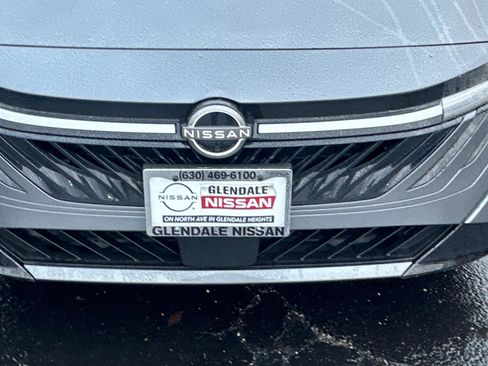 NISSAN
(630) 469-6100
NISSAN
GLENDALE
NISSAN
ON NORTH AVE IN GLENDALE HEIGHTS
GLENDALE NISSAN